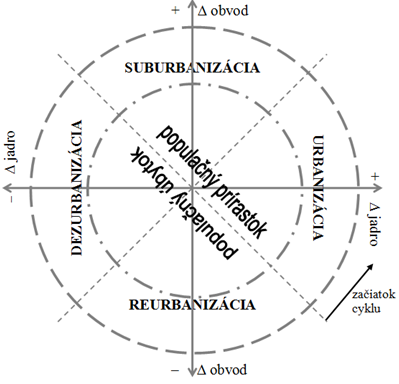 + Δ obvod
SUBURBANIZÁCIA
populačný prírastok
populačný úbytok
DEZURBANIZÁCIA
URBANIZÁCIA
– Δ jadro
+ Δ jadro
REURBANIZÁCIA
začiatok
cyklu
– Δ obvod